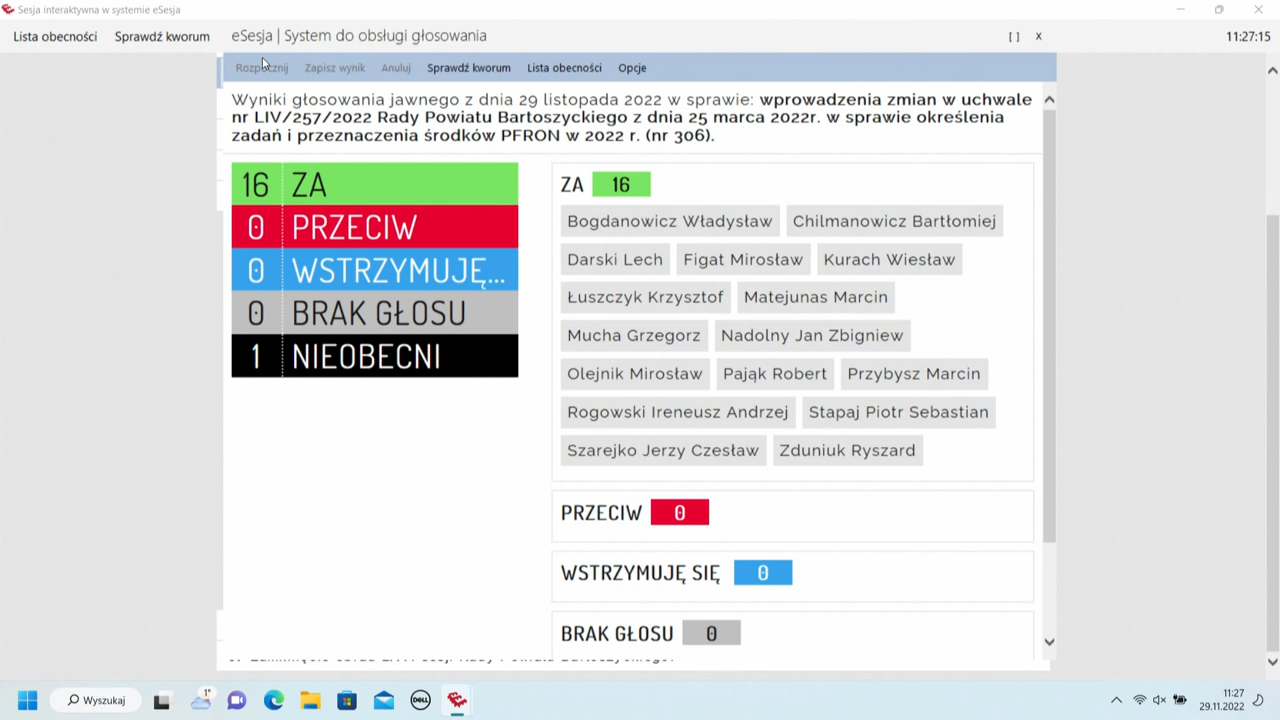 Sesja interaktywna w systemie eSesja
Lista obecności Sprawdź kworum eSesja | System do obsługi głosowania [ ] x 11:27:15
Rozpocznij Zapisz wynik Anuluj Sprawdź kworum Lista obecności Opcje
Wyniki głosowania jawnego z dnia 29 listopada 2022 w sprawie: wprowadzenia zmian w uchwale
nr LIV/257/2022 Rady Powiatu Bartoszyckiego z dnia 25 marca 2022r. w sprawie określenia
zadań i przeznaczenia środków PFRON w 2022 r. (nr 306).
16 ZA
0 PRZECIW
0 WSTRZYMUJĘ...
0 BRAK GŁOSU
1 NIEOBECNI
ZA 16
Bogdanowicz Władysław Chilmanowicz Bartłomiej
Darski Lech Figat Mirosław Kurach Wiesław
Łuszczyk Krzysztof Matejunas Marcin
Mucha Grzegorz Nadolny Jan Zbigniew
Olejnik Mirosław Pająk Robert Przybysz Marcin
Rogowski Ireneusz Andrzej Stapaj Piotr Sebastian
Szarejko Jerzy Czesław Zduniuk Ryszard
PRZECIW 0
WSTRZYMUJĘ SIĘ 0
BRAK GŁOSU 0
Wyszukaj
1°
DELL
11:27
29.11.2022